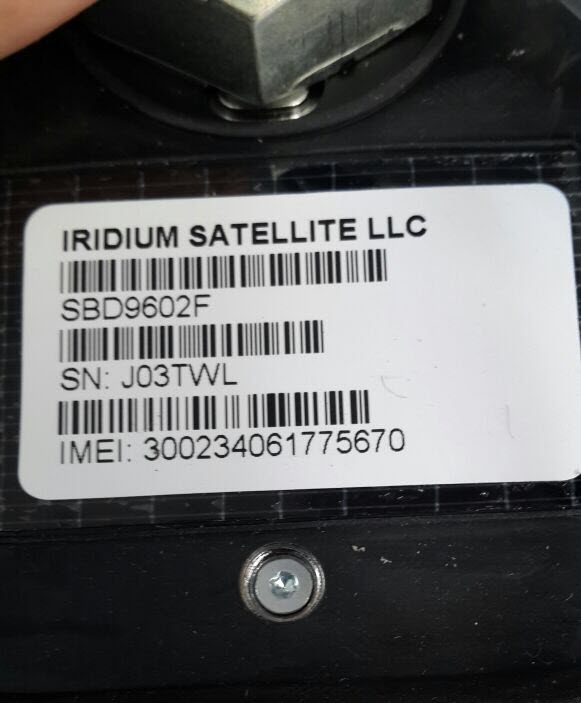 IRIDIUM SATELLITE LLC
SBD9602F
SN: J03TWL
IMEI: 300234061775670